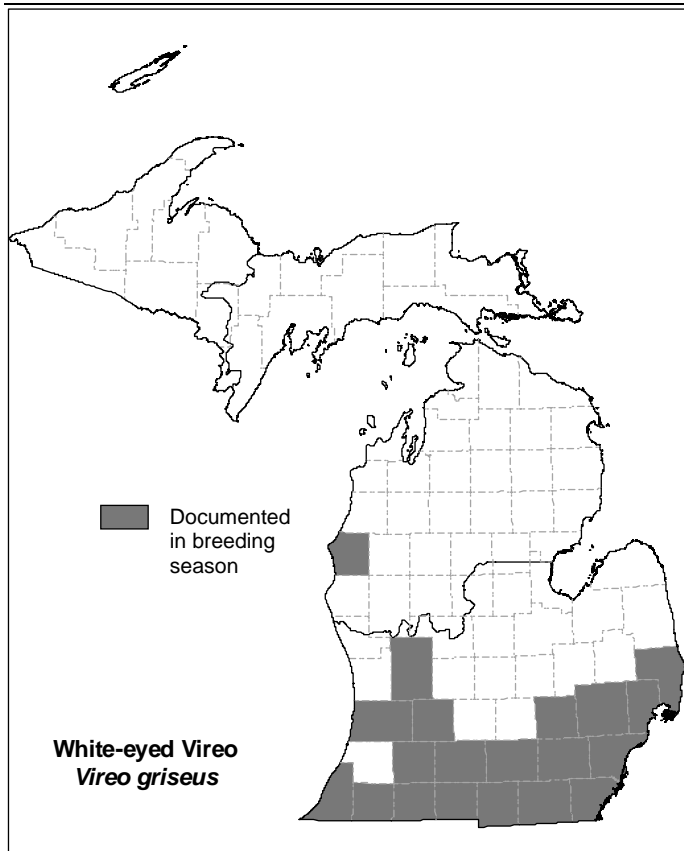 Documented
in breeding
season
White-eyed Vireo
Vireo griseus